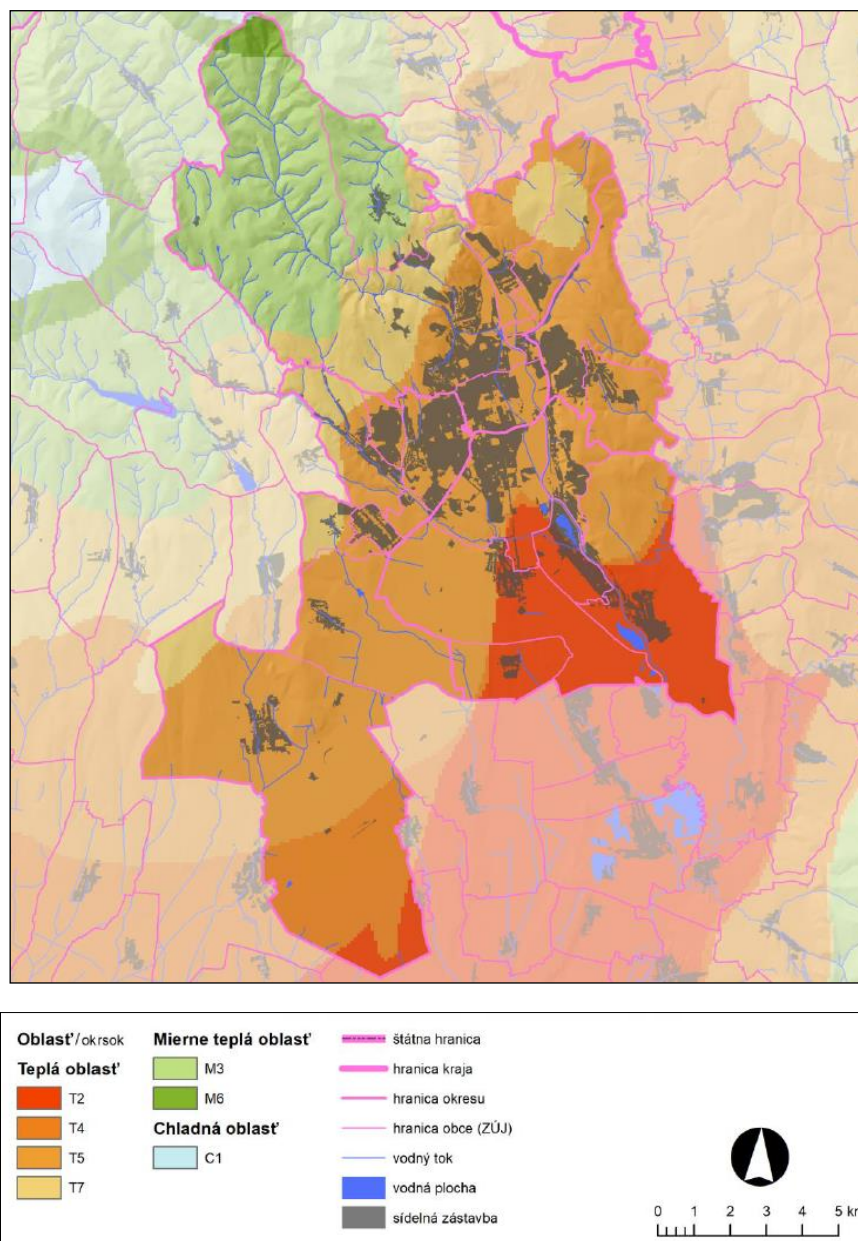 Oblasť/okrsok
Teplá oblasť
T2
T4
T5
T7
Mierne teplá oblasť
M3
M6
Chladná oblasť
C1
štátna hranica
hranica kraja
hranica okresu
hranica obce (ZÚJ)
vodný tok
vodná plocha
sídelná zástavba
0 1 2 3 4 5 km